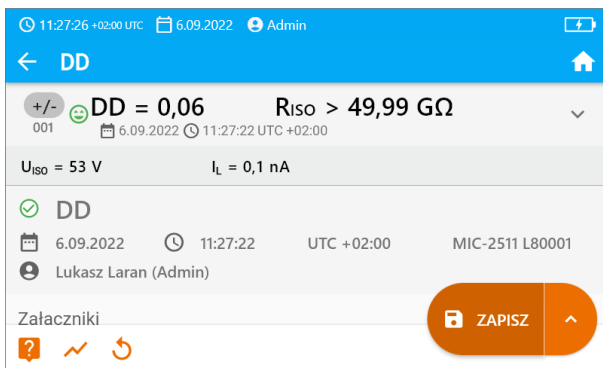 11:27:26 +02:00 UTC 6.09.2022 Admin
DD
+/- DD = 0,06 RISO > 49,99 GΩ
001 6.09.2022 11:27:22 UTC +02:00
UISO = 53 V IL = 0,1 nA
DD
6.09.2022 11:27:22 UTC +02:00 MIC-2511 L80001
Lukasz Laran (Admin)
Załaczniki
ZAPISZ